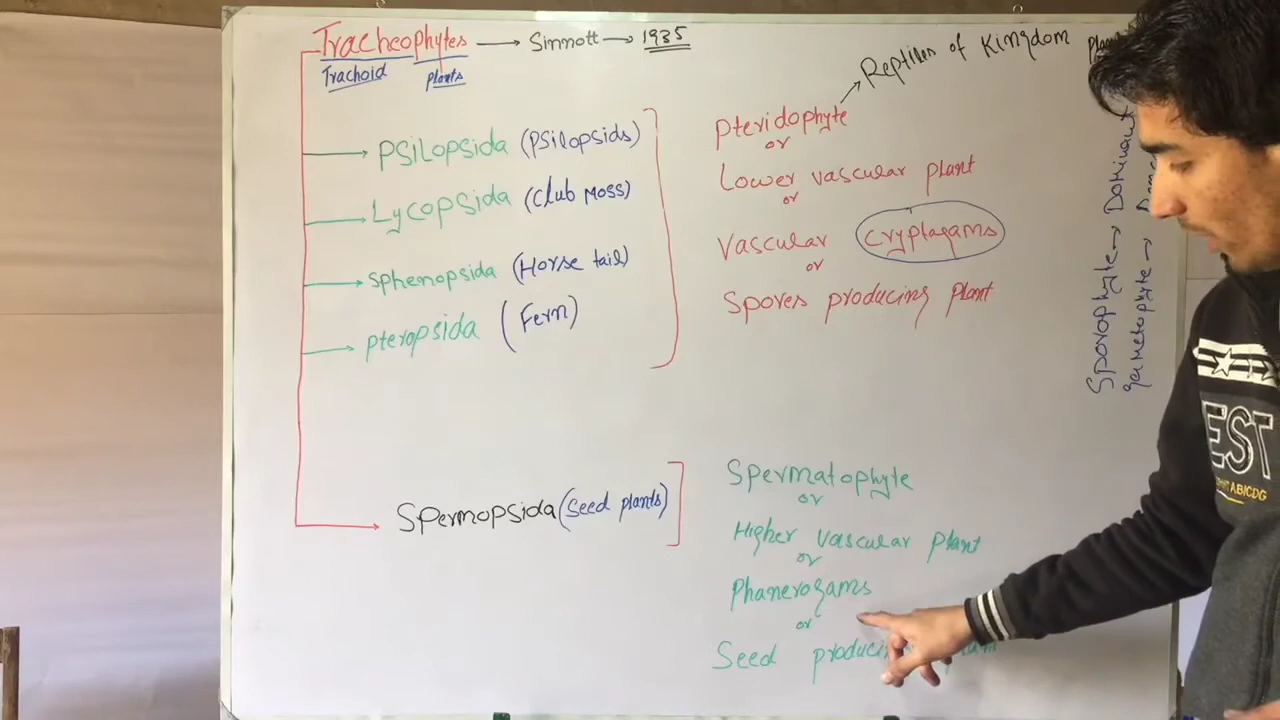 Tracheophytes → Sinnott → 1935
Trachoid plants
Psilopsida (Psilopsids)
Lycopsida (Club Moss)
Sphenopsida (Horse tail)
Pteropsida (Fern)
Spermopsida (Seed plants)
Reptiles of Kingdom
Pteridophyte
or
Lower vascular plant
or
Vascular cryptagams
or
Spores producing plant
Spermatophyte
or
Higher vascular plant
or
Phanerogams
or
Seed
Sporophyte → Dominant
gametophyte →
EST